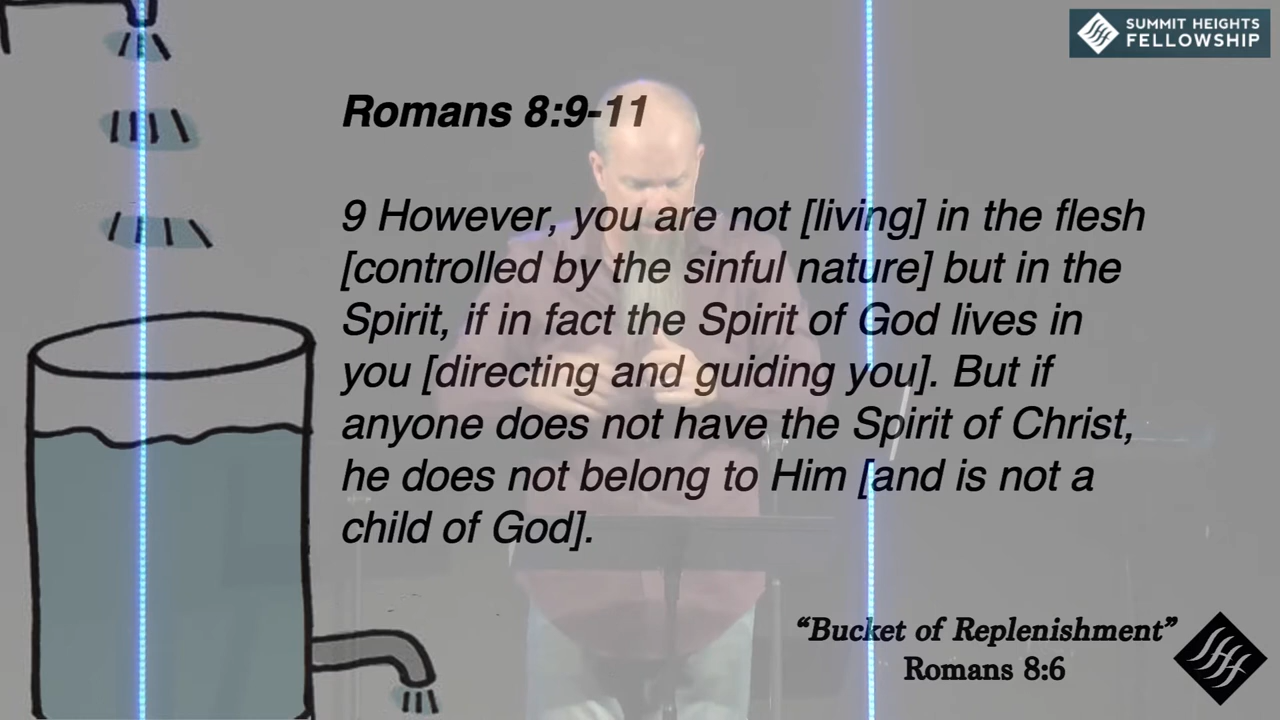 SUMMIT HEIGHTS
FELLOWSHIP
Romans 8:9-11
9 However, you are not [living] in the flesh
[controlled by the sinful nature] but in the
Spirit, if in fact the Spirit of God lives in
you [directing and guiding you]. But if
anyone does not have the Spirit of Christ,
he does not belong to Him [and is not a
child of God].
“Bucket of Replenishment”
Romans 8:6